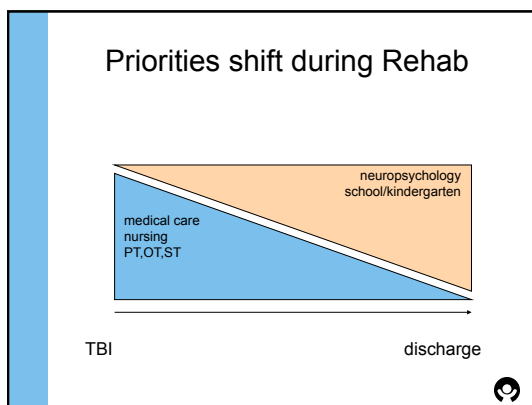 Priorities shift during Rehab
neuropsychology
school/kindergarten
medical care
nursing
PT,OT,ST
TBI discharge